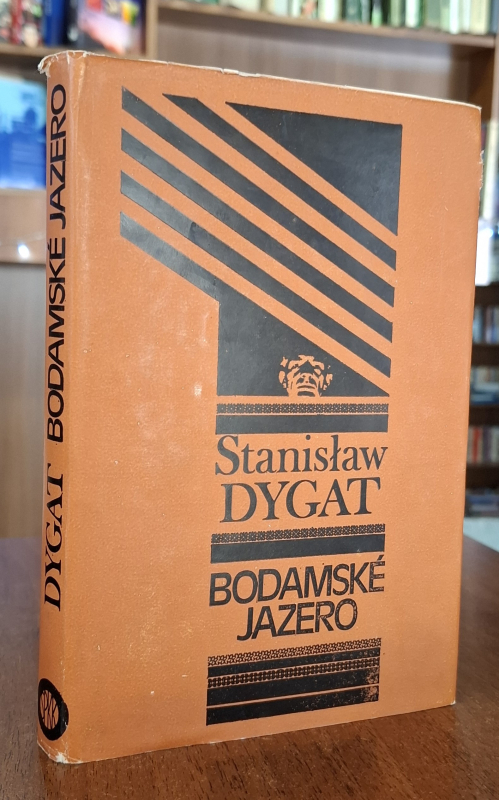 Stanisław
DYGAT
BODAMSKÉ
JAZERO
DYGAT BODAMSKÉ JAZERO